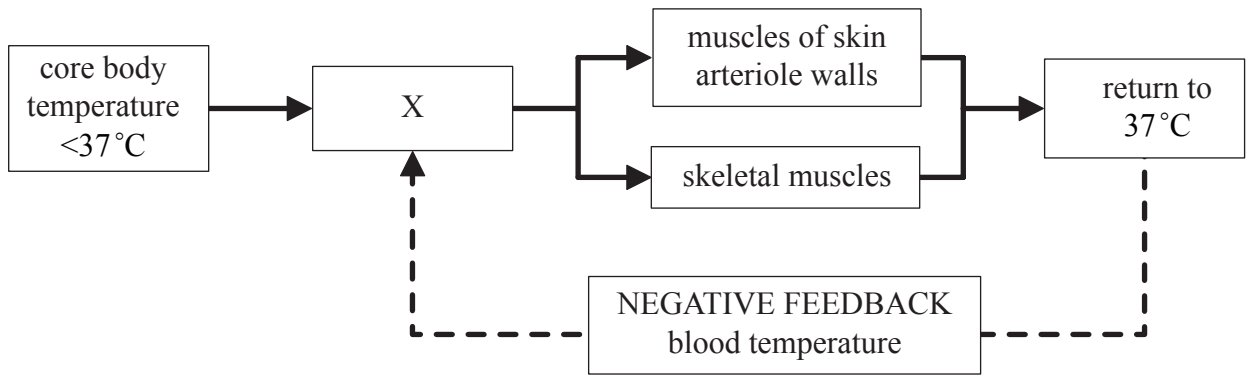 core body
temperature
<37 °C
X
muscles of skin
arteriole walls
skeletal muscles
return to
37 °C
NEGATIVE FEEDBACK
blood temperature